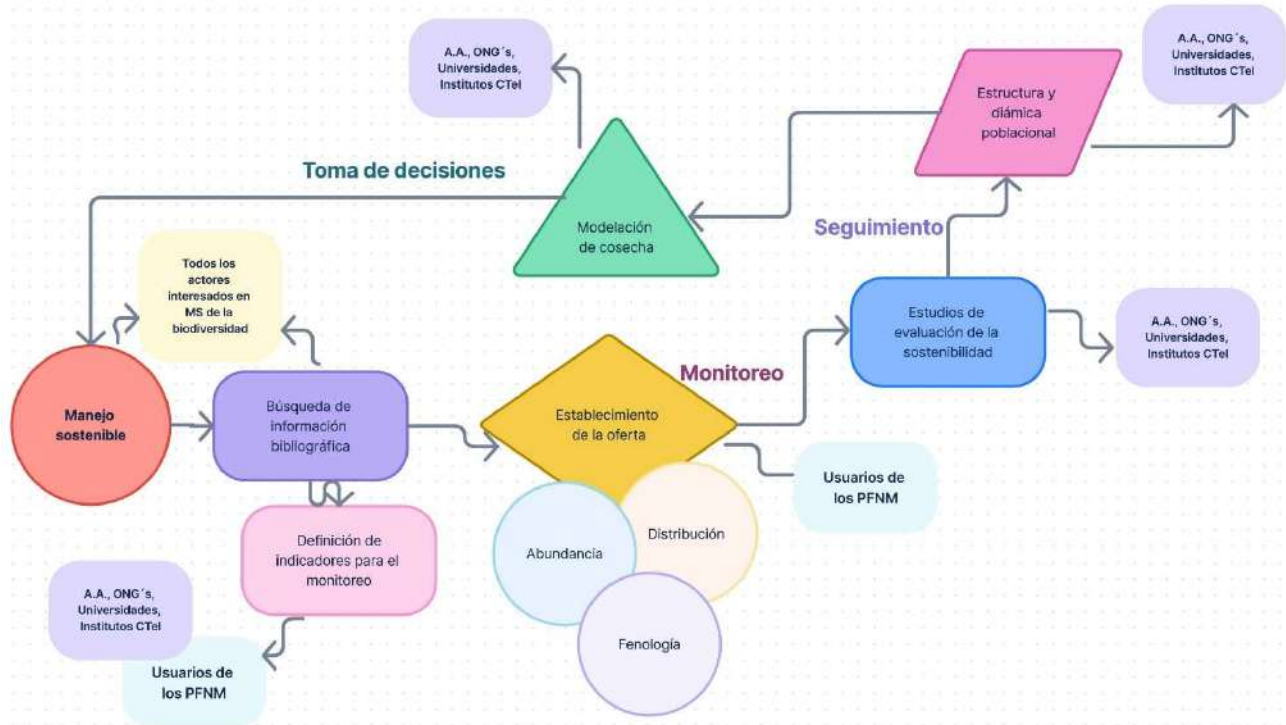 A.A., ONG´s,
Universidades,
Institutos CTeI
A.A., ONG´s,
Universidades,
Institutos CTeI
Estructura y
diámica
poblacional
Toma de decisiones
Modelación
de cosecha
Seguimiento
Todos los
actores
interesados en
MS de la
biodiversidad
Estudios de
evaluación de la
sostenibilidad
A.A., ONG´s,
Universidades,
Institutos CTeI
Monitoreo
Manejo
sostenible
Búsqueda de
información
bibliográfica
Establecimiento
de la oferta
Usuarios de
los PFNM
Distribución
Abundancia
Fenología
Definición de
indicadores para el
monitoreo
A.A., ONG´s,
Universidades,
Institutos CTeI
Usuarios de
los PFNM